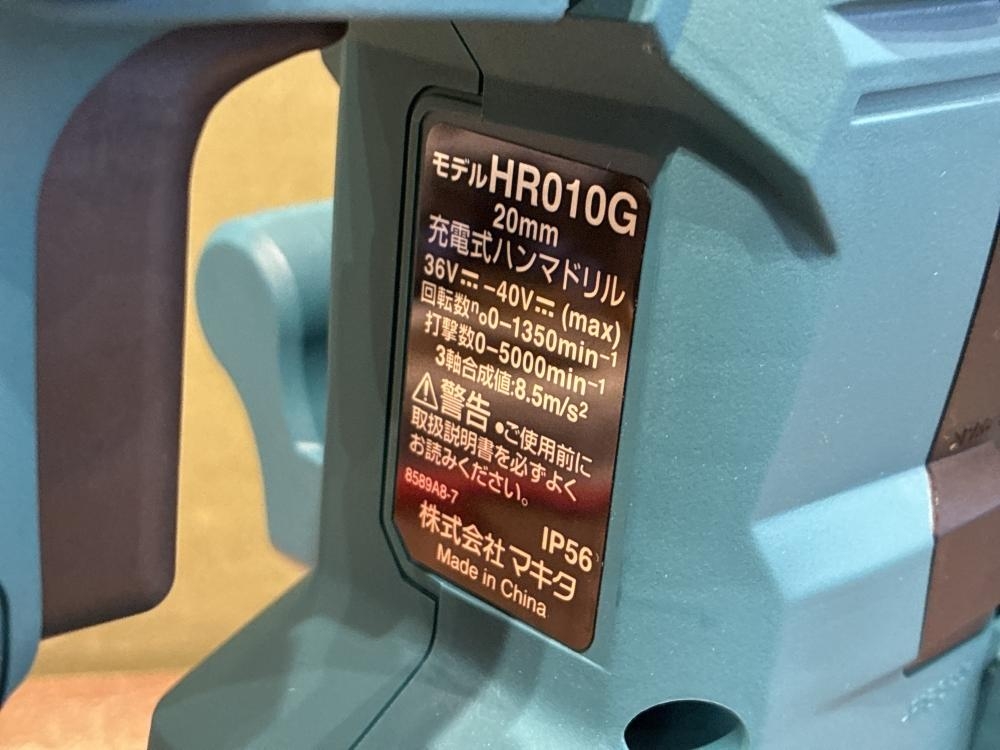 モデルHR010G
20mm
充電式ハンマドリル
36V⎓-40V⎓(max)
回転数n₀0-1350min⁻¹
打撃数0-5000min⁻¹
3軸合成値:8.5m/s²
⚠警告 •ご使用前に
取扱説明書を必ずよく
お読みください。
8589A8-7
IP56
株式会社マキタ
Made in China